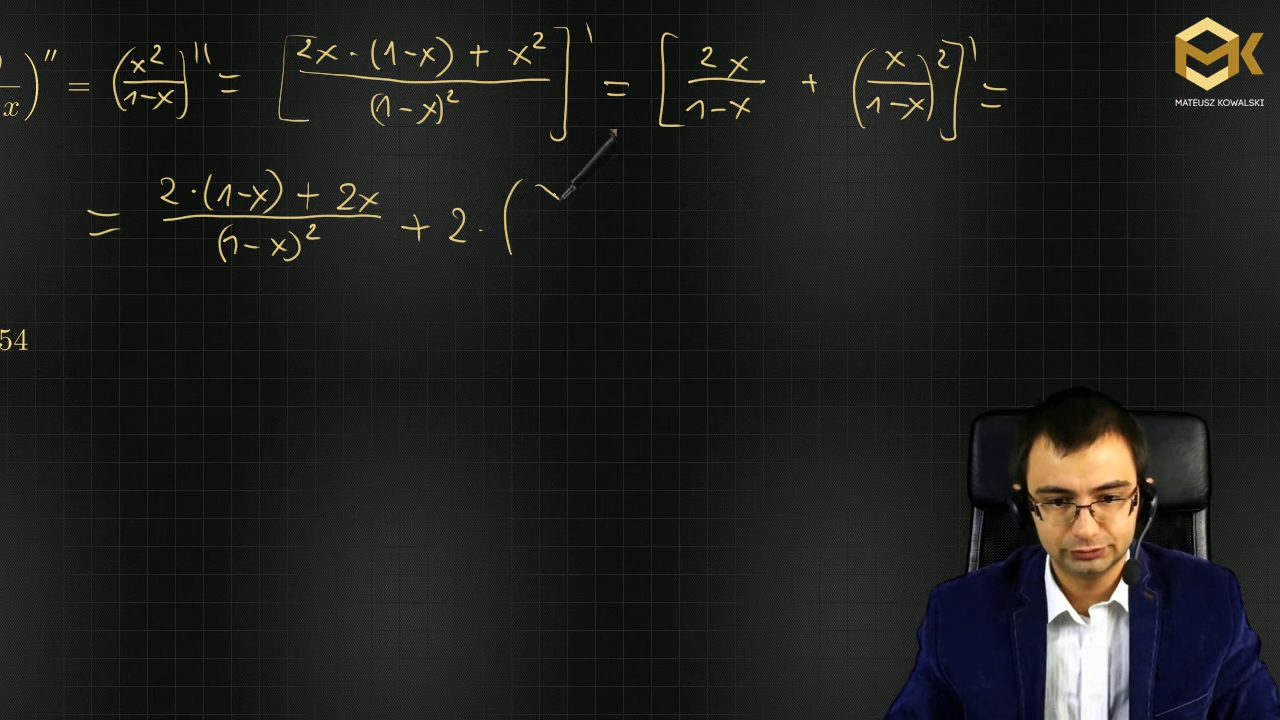 x)'' = (x²/(1-x))'' = [(2x · (1-x) + x²)/(1-x)²]' = [2x/(1-x) + (x/(1-x))²]' =
= (2 · (1-x) + 2x)/(1-x)² + 2 · (
54
MK
MATEUSZ KOWALSKI